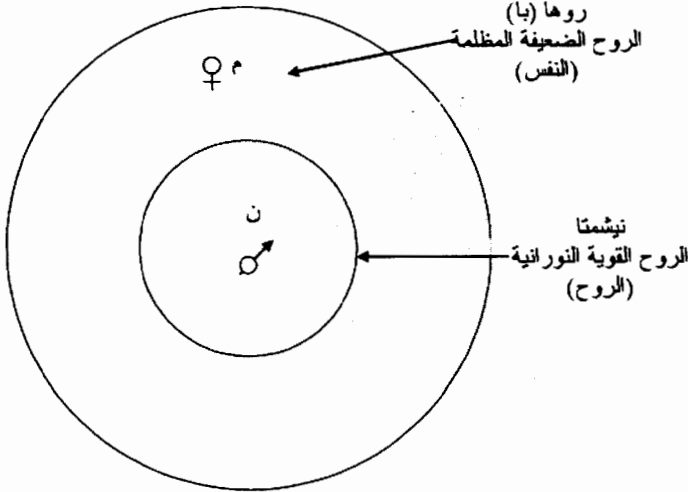 روها (با)
الروح الضعيفة المظلمة
(النفس)
♀ م
ن
♂
نيشمتا
الروح القوية النورانية
(الروح)